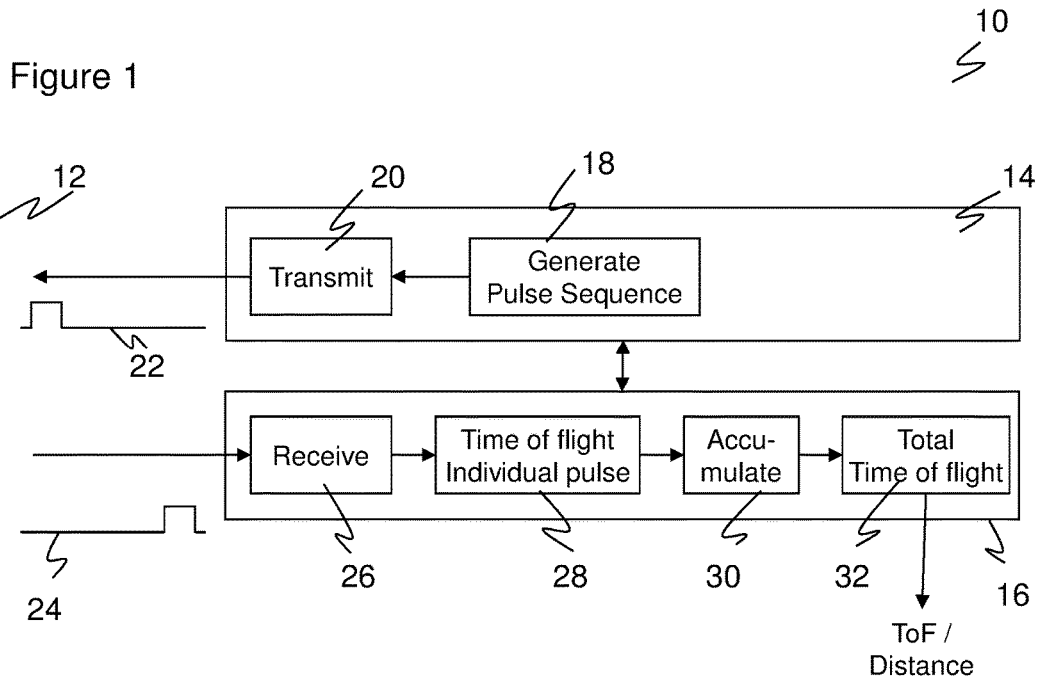 10
Figure 1
12
20
18
14
Transmit
Generate
Pulse Sequence
22
Receive
Time of flight
Individual pulse
Accu-
mulate
Total
Time of flight
24
26
28
30
32
16
ToF /
Distance